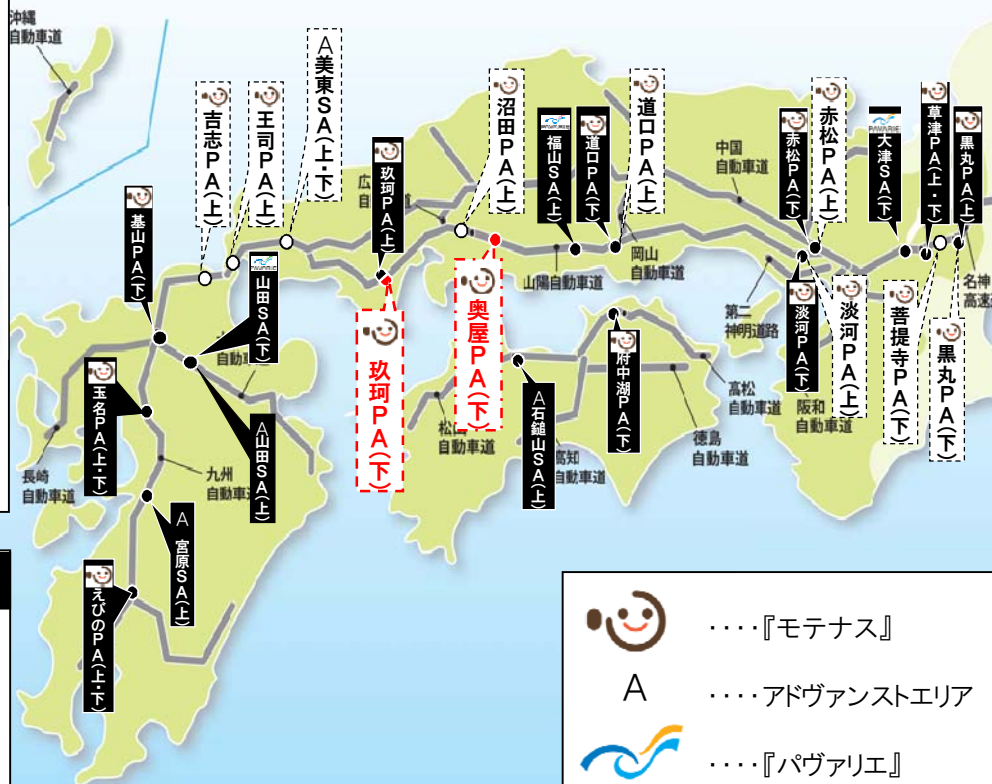 沖縄
自動車道
吉志PA(上)
王司PA(上)
A美東SA(上・下)
玖珂PA(上)
沼田PA(上)
PAVARIE
福山SA(上)
道口PA(下)
道口PA(上)
中国
自動車道
赤松PA(下)
赤松PA(上)
PAVARIE
大津SA(下)
草津PA(上・下)
黒丸PA(上)
基山PA(下)
PAVARIE
山田SA(下)
山陽自動車道
岡山
自動車道
第二
神明道路
名神
高速
玖珂PA(下)
奥屋PA(下)
淡河PA(下)
淡河PA(上)
菩提寺PA(下)
黒丸PA(下)
玉名PA(上・下)
A山田SA(上)
自動車
松
自動車道
A石鎚山SA(上)
高知
自動車道
府中湖PA(下)
徳島
自動車道
高松
自動車道
阪和
自動車道
長崎
自動車道
九州
自動車
A 宮原SA(上)
えびのPA(上・下)
‥‥『モテナス』
A ‥‥アドヴァンストエリア
‥‥『パヴァリエ』